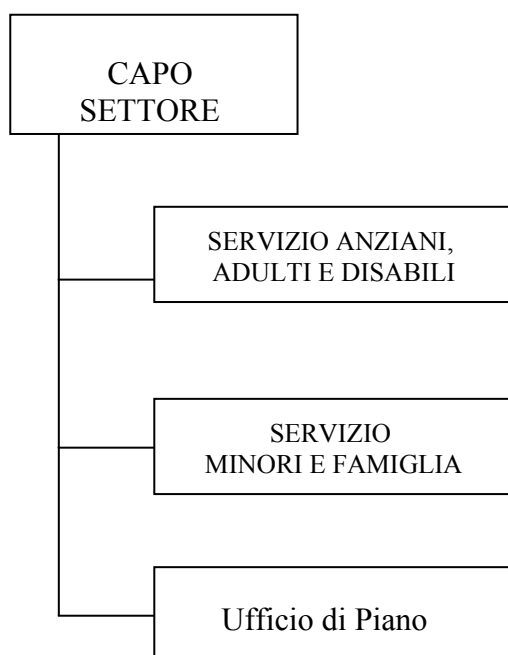 CAPO
SETTORE
SERVIZIO ANZIANI,
ADULTI E DISABILI
SERVIZIO
MINORI E FAMIGLIA
Ufficio di Piano